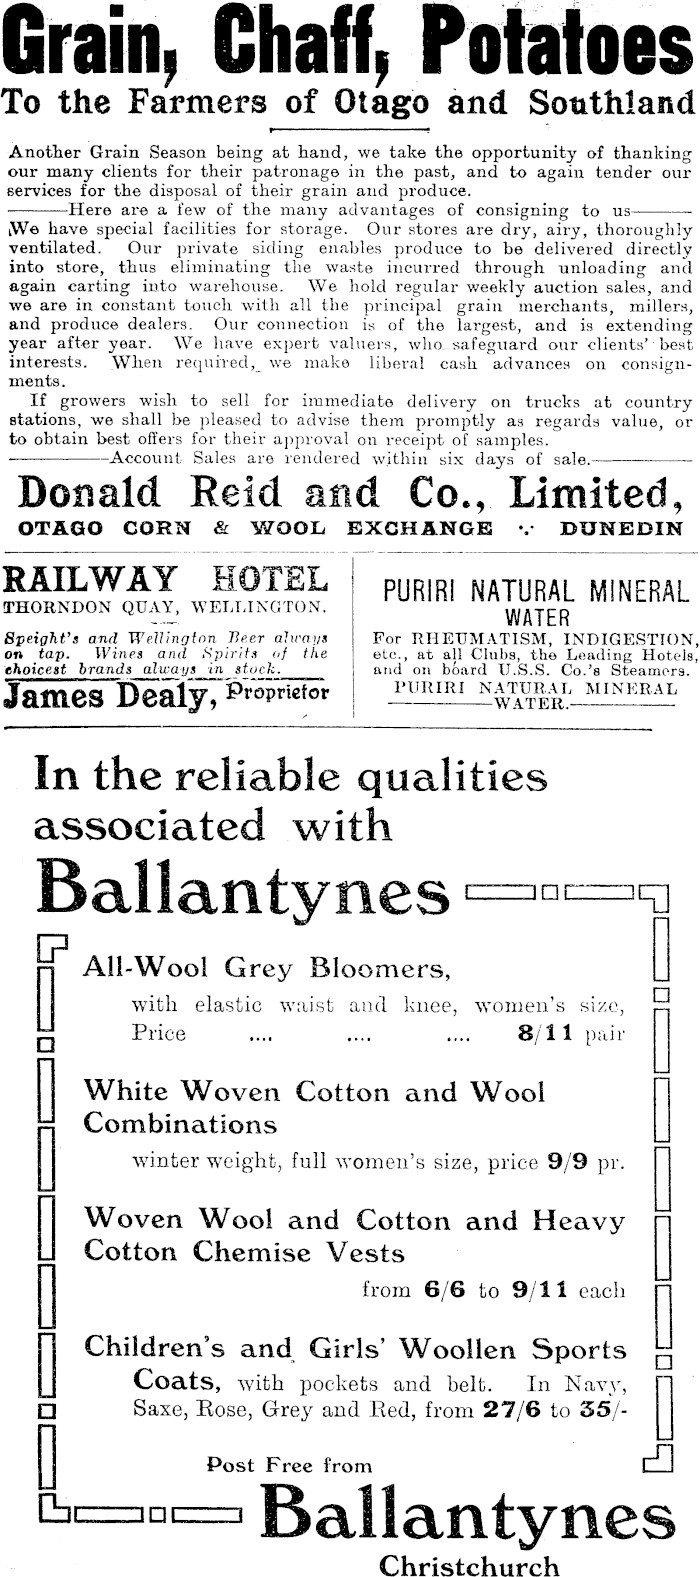 Grain, Chaff, Potatoes
To the Farmers of Otago and Southland
Another Grain Season being at hand, we take the opportunity of thanking
our many clients for their patronage in the past, and to again tender our
services for the disposal of their grain and produce.
Here are a few of the many advantages of consigning to us
We have special facilities for storage. Our stores are dry, airy, thoroughly
ventilated. Our private siding enables produce to be delivered directly
into store, thus eliminating the waste incurred through unloading and
again carting into warehouse. We hold regular weekly auction sales, and
we are in constant touch with all the principal grain merchants, millers,
and produce dealers. Our connection is of the largest, and is extending
year after year. We have expert valuers, who safeguard our clients' best
interests. When required, we make liberal cash advances on consign-
ments.
If growers wish to sell for immediate delivery on trucks at country
stations, we shall be pleased to advise them promptly as regards value, or
to obtain best offers for their approval on receipt of samples.
Account Sales are rendered within six days of sale.
Donald Reid and Co., Limited,
OTAGO CORN & WOOL EXCHANGE ∵ DUNEDIN
RAILWAY HOTEL
THORNDON QUAY, WELLINGTON.
Speight's and Wellington Beer always
on tap. Wines and Spirits of the
choicest brands always in stock.
James Dealy, Proprietor
PURIRI NATURAL MINERAL
WATER
For RHEUMATISM, INDIGESTION,
etc., at all Clubs, the Leading Hotels,
and on board U.S.S. Co.'s Steamers.
PURIRI NATURAL MINERAL
WATER.
In the reliable qualities
associated with
Ballantynes
All-Wool Grey Bloomers,
with elastic waist and knee, women's size,
Price .... .... .... 8/11 pair
White Woven Cotton and Wool
Combinations
winter weight, full women's size, price 9/9 pr.
Woven Wool and Cotton and Heavy
Cotton Chemise Vests
from 6/6 to 9/11 each
Children's and Girls' Woollen Sports
Coats, with pockets and belt. In Navy,
Saxe, Rose, Grey and Red, from 27/6 to 35/-
Post Free from
Ballantynes
Christchurch